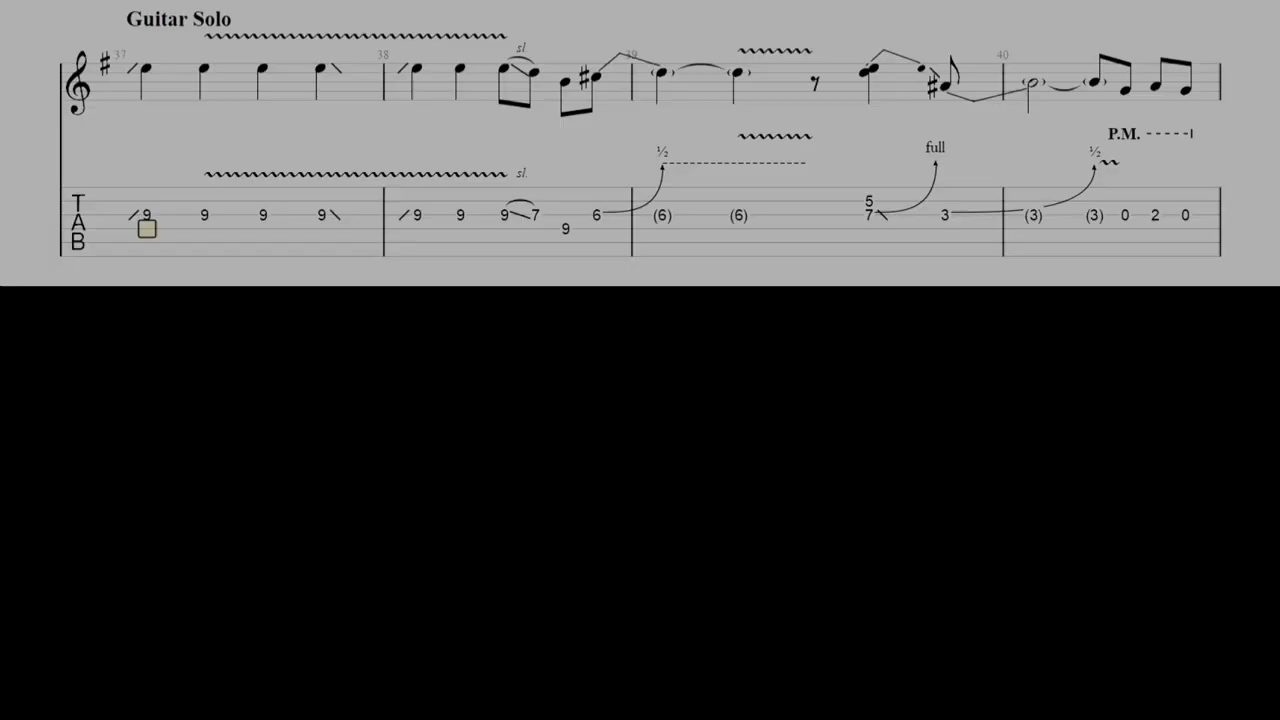 Guitar Solo
37 38 sl. 39 40
P.M.
½ full ½
sl.
T
A
B
5
9 9 9 9 9 9 9 7 6 (6) (6) 7 3 (3) (3) 0 2 0
9